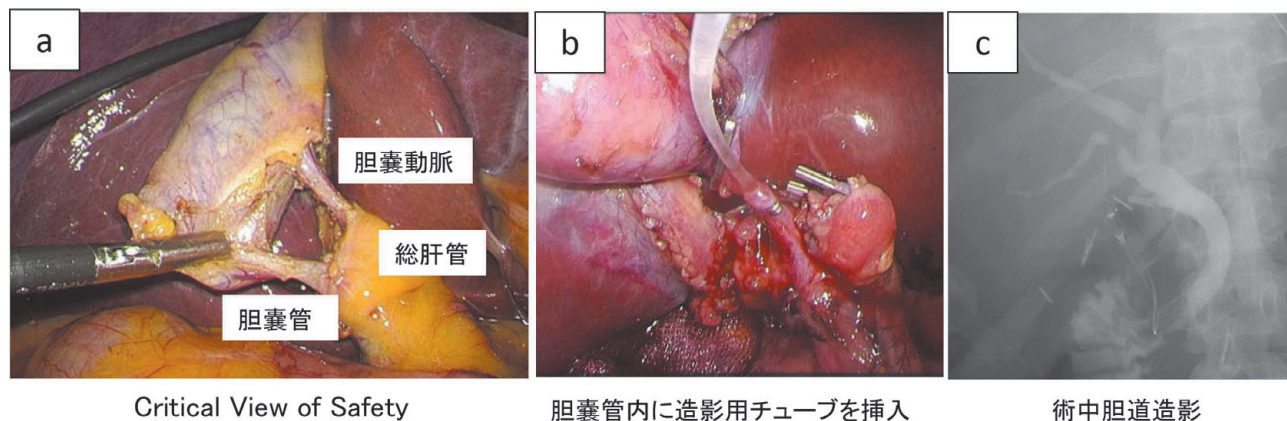 a
b
c
胆嚢動脈
総肝管
胆嚢管
Critical View of Safety
胆嚢管内に造影用チューブを挿入
術中胆道造影